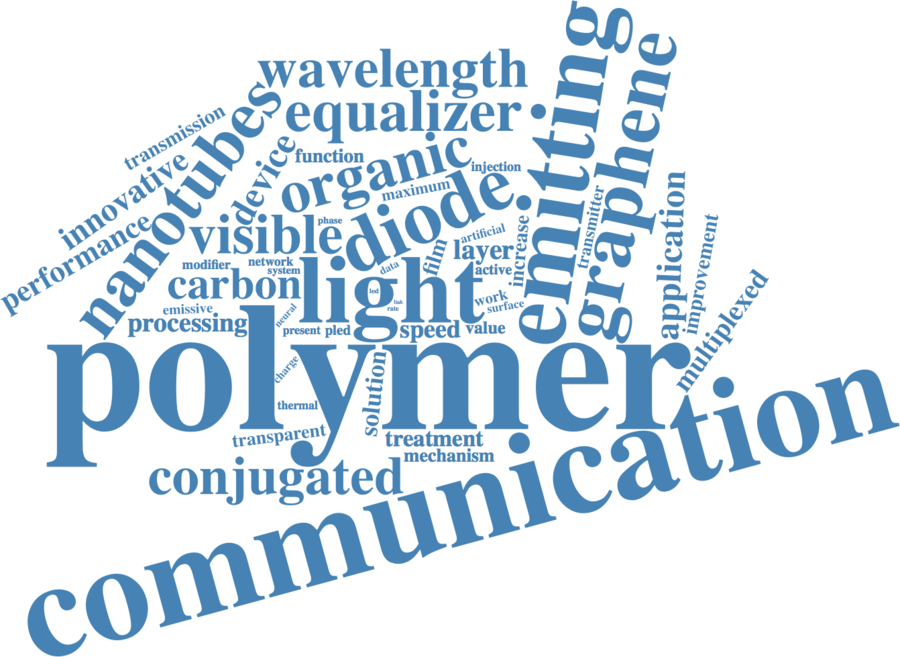 wavelength
equalizer
emitting
graphene
transmission
innovative
performance
nanotubes
device
function
organic
injection
maximum
diode
phase
visible
artificial
film
layer
increase
transmitter
application
improvement
multiplexed
modifier
network
system
data
active
carbon
light
led
link
rate
work
surface
emissive
neural
processing
present
pled
speed
value
polymer
charge
thermal
solution
transparent
treatment
mechanism
conjugated
communication